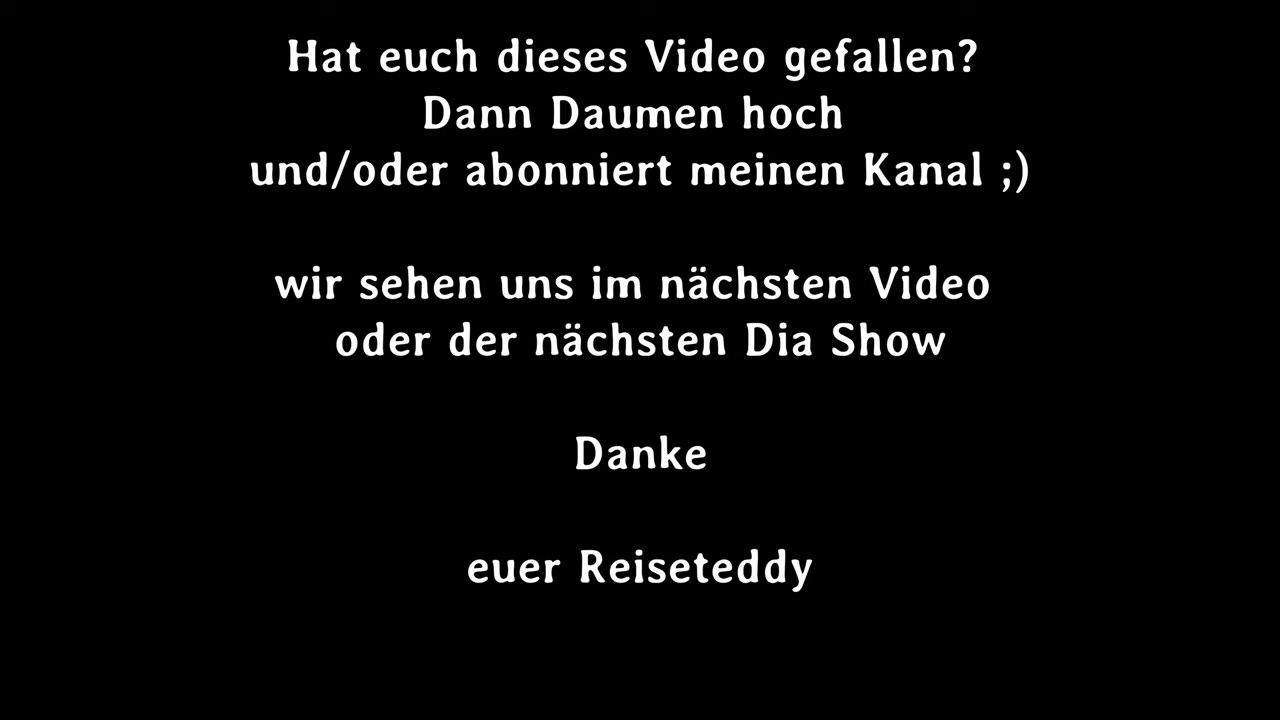 Hat euch dieses Video gefallen?
Dann Daumen hoch
und/oder abonniert meinen Kanal ;)
wir sehen uns im nächsten Video
oder der nächsten Dia Show
Danke
euer Reiseteddy